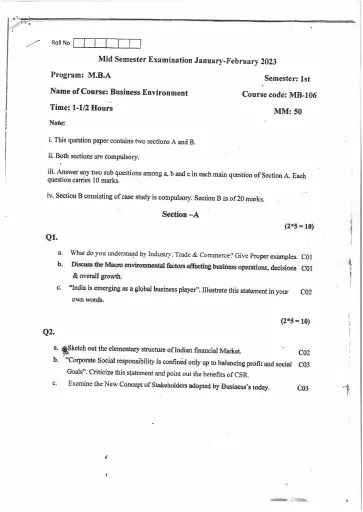 Roll No
Mid Semester Examination January-February 2023
Program: M.B.A
Semester: 1st
Name of Course: Business Environment
Course code: MB-106
Time: 1-1/2 Hours
MM: 50
Note:
i. This question paper contains two sections A and B.
ii. Both sections are compulsory.
iii. Answer any two sub questions among a, b and c in each main question of Section A. Each
question carries 10 marks.
iv. Section B consisting of case study is compulsory. Section B is of 20 marks.
Section –A
(2*5 = 10)
Q1.
a. What do you understand by Industry, Trade & Commerce? Give Proper examples. CO1
b. Discuss the Macro environmental factors affecting business operations, decisions CO1
& overall growth.
c. "India is emerging as a global business player". Illustrate this statement in your CO2
own words.
(2*5 = 10)
Q2.
a. Sketch out the elementary structure of Indian financial Market. CO2
b. "Corporate Social responsibility is confined only up to balancing profit and social CO3
Goals". Criticize this statement and point out the benefits of CSR.
c. Examine the New Concept of Stakeholders adopted by Business's today. CO3